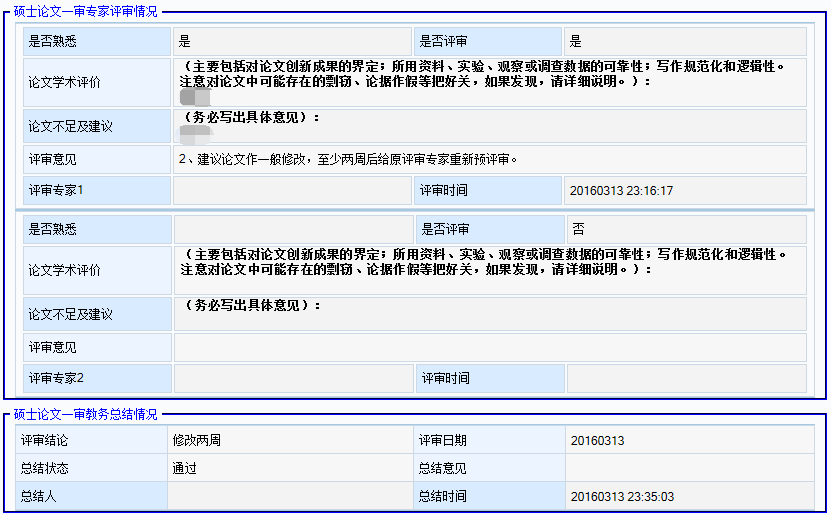 硕士论文一审专家评审情况
是否熟悉 是 是否评审 是
论文学术评价 （主要包括对论文创新成果的界定；所用资料、实验、观察或调查数据的可靠性；写作规范化和逻辑性。
注意对论文中可能存在的剽窃、论据作假等把好关，如果发现，请详细说明。）：
论文不足及建议 （务必写出具体意见）：
评审意见 2、建议论文作一般修改，至少两周后给原评审专家重新预评审。
评审专家1 评审时间 20160313 23:16:17
是否熟悉 是否评审 否
论文学术评价 （主要包括对论文创新成果的界定；所用资料、实验、观察或调查数据的可靠性；写作规范化和逻辑性。
注意对论文中可能存在的剽窃、论据作假等把好关，如果发现，请详细说明。）：
论文不足及建议 （务必写出具体意见）：
评审意见
评审专家2 评审时间
硕士论文一审教务总结情况
评审结论 修改两周 评审日期 20160313
总结状态 通过 总结意见
总结人 总结时间 20160313 23:35:03